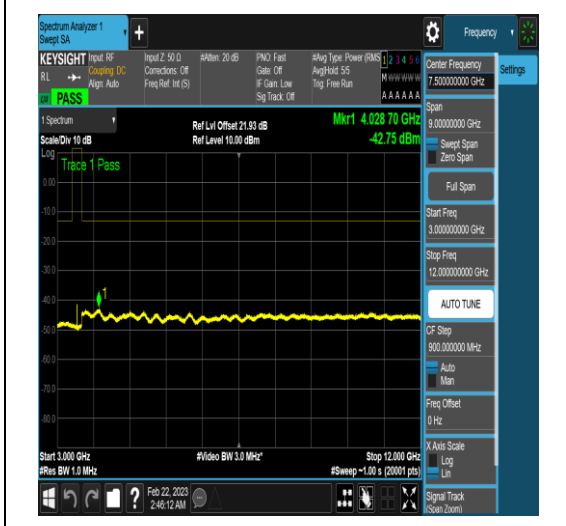 Spectrum Analyzer 1
Swept SA
+
Frequency
KEYSIGHT
Input: RF
Coupling: DC
Align: Auto
Input Z: 50 Ω
Corrections: Off
Freq Ref: Int (S)
#Atten: 20 dB
PNO: Fast
Gate: Off
IF Gain: Low
Sig Track: Off
#Avg Type: Power (RMS
Avg|Hold: 5/5
Trig: Free Run
1 2 3 4 5 6
M W W W W W
A A A A A A
R L
PASS
1 Spectrum
Scale/Div 10 dB
Ref Lvl Offset 21.93 dB
Ref Level 10.00 dBm
Mkr1 4.028 70 GHz
-42.75 dBm
Log
Trace 1 Pass
0.00
-10.0
-20.0
-30.0
-40.0
-50.0
-60.0
-70.0
-80.0
1
Start 3.000 GHz
#Res BW 1.0 MHz
#Video BW 3.0 MHz*
Stop 12.000 GHz
#Sweep ~1.00 s (20001 pts)
?
Feb 22, 2023
2:46:12 AM
Center Frequency
7.500000000 GHz
Settings
Span
9.00000000 GHz
Swept Span
Zero Span
Full Span
Start Freq
3.000000000 GHz
Stop Freq
12.000000000 GHz
AUTO TUNE
CF Step
900.000000 MHz
Auto
Man
Freq Offset
0 Hz
X Axis Scale
Log
Lin
Signal Track
(Span Zoom)